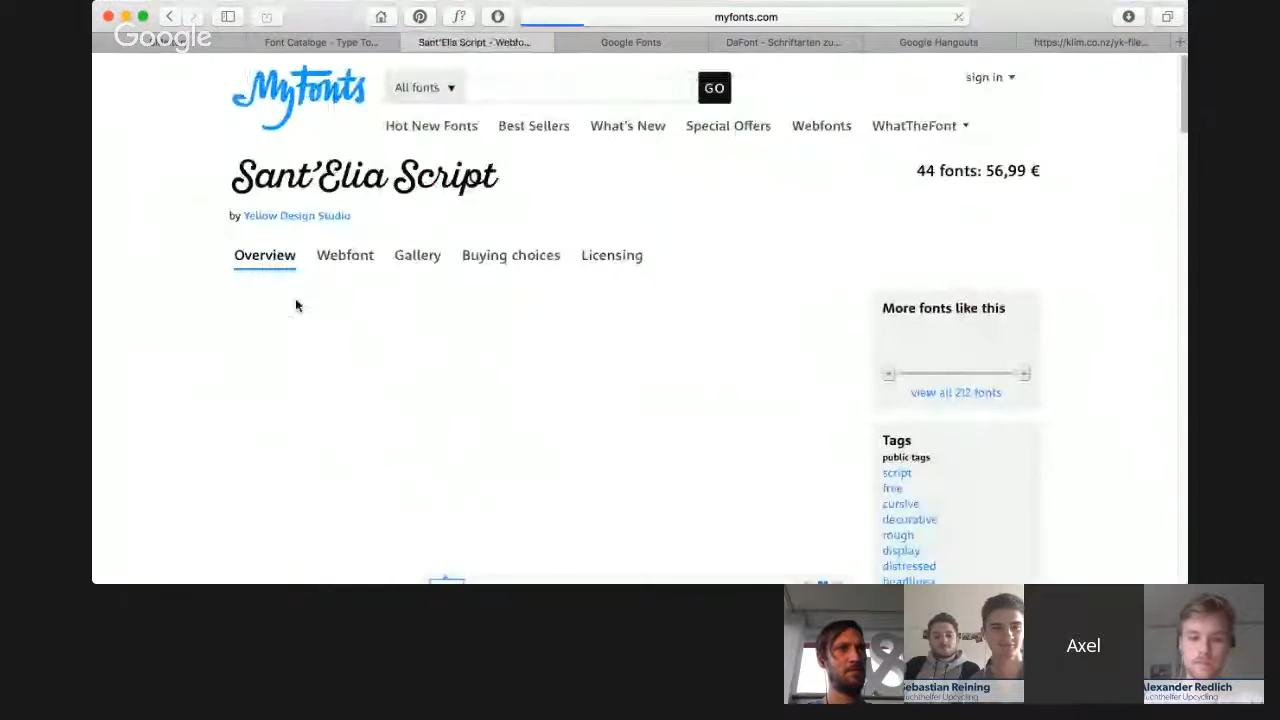 myfonts.com
Google
Font Cataloge - Type To...
Sant'Elia Script - Webfo...
Google Fonts
DaFont - Schriftarten zu...
Google Hangouts
https://klim.co.nz/yk-file...
MyFonts
All fonts
GO
sign in
Hot New Fonts
Best Sellers
What's New
Special Offers
Webfonts
WhatTheFont
Sant'Elia Script
44 fonts: 56,99 €
by Yellow Design Studio
Overview
Webfont
Gallery
Buying choices
Licensing
More fonts like this
view all 212 fonts
Tags
public tags
script
free
cursive
decorative
rough
display
distressed
headlines
&
Axel
Sebastian Reining
Alexander Redlich